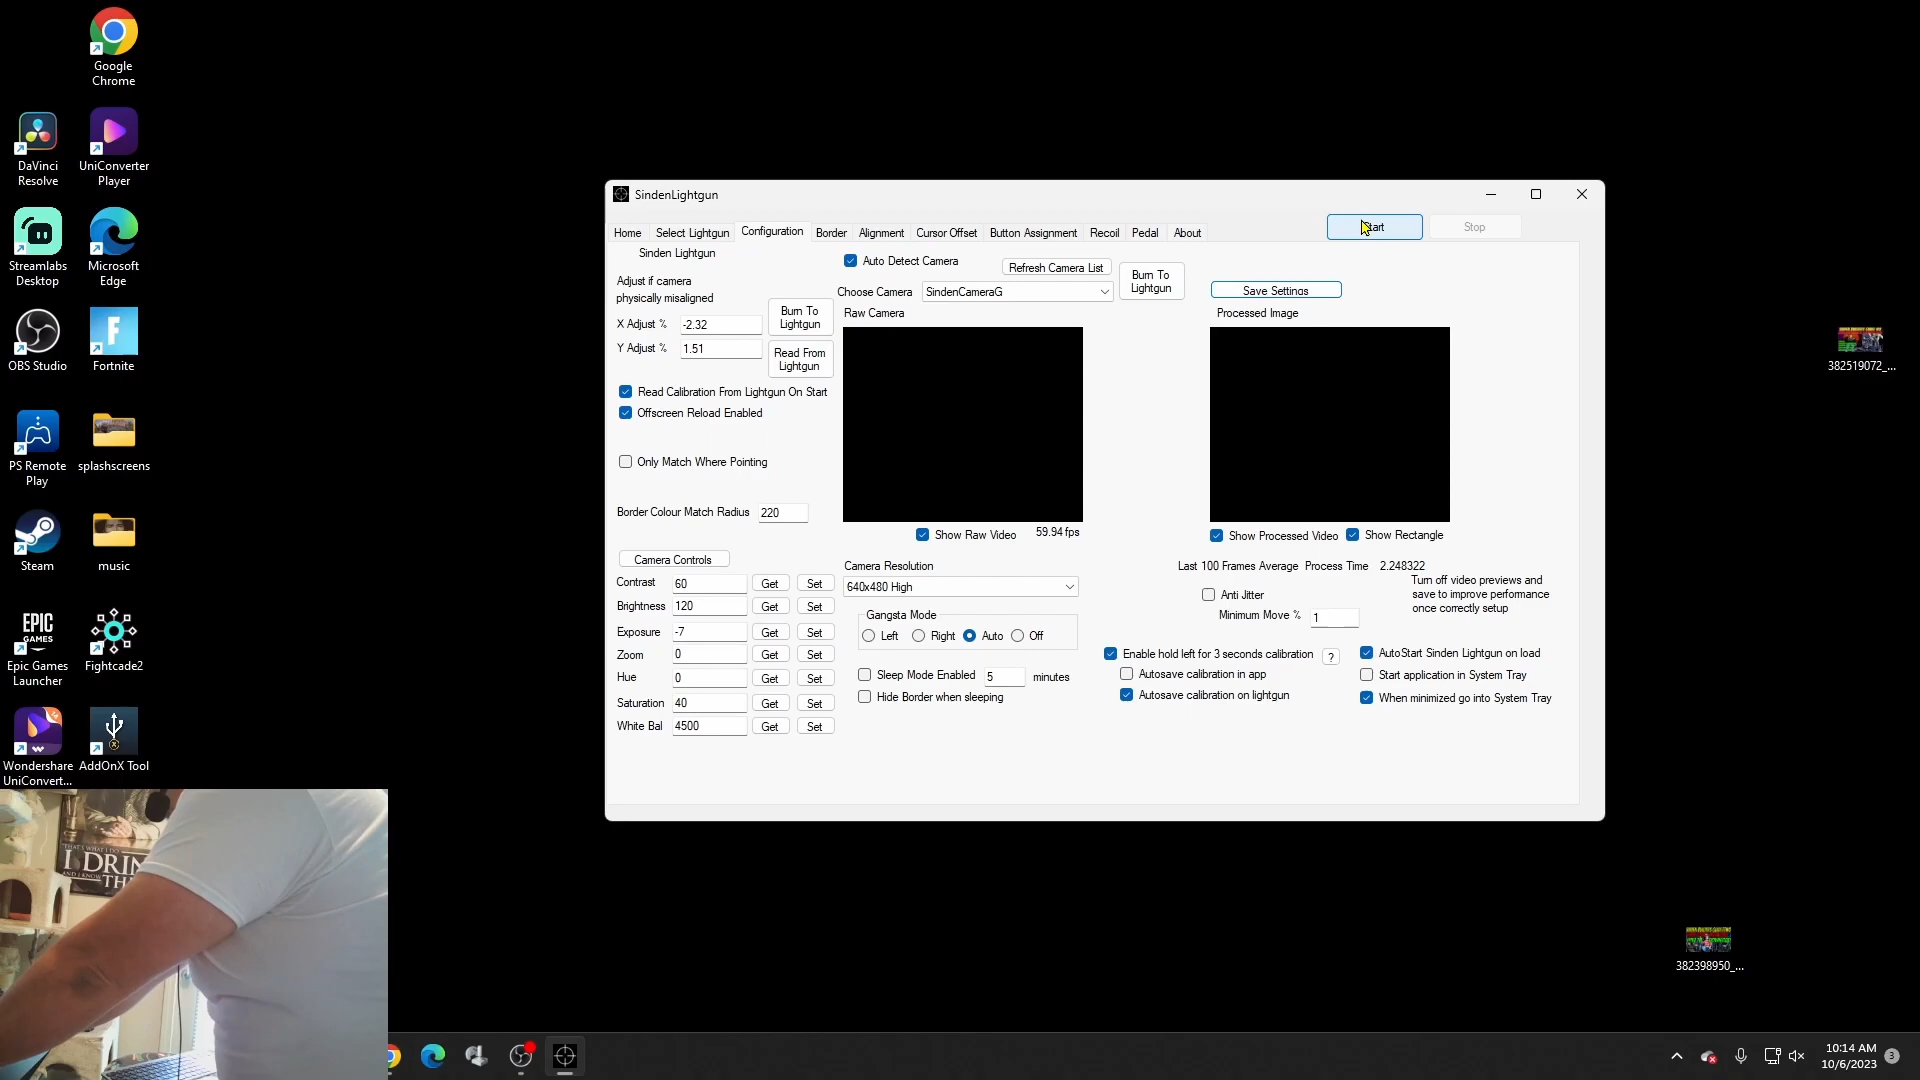 Google
Chrome
DaVinci
Resolve
UniConverter
Player
Streamlabs
Desktop
Microsoft
Edge
OBS Studio
Fortnite
PS Remote
Play
splashscreens
Steam
music
EPIC
GAMES
Epic Games
Launcher
Fightcade2
Wondershare
UniConvert...
AddOnX Tool
SindenLightgun
Home
Select Lightgun
Configuration
Border
Alignment
Cursor Offset
Button Assignment
Recoil
Pedal
About
Stop
Sinden Lightgun
Adjust if camera
physically misaligned
X Adjust % -2.32
Y Adjust % 1.51
Burn To
Lightgun
Read From
Lightgun
Read Calibration From Lightgun On Start
Offscreen Reload Enabled
Only Match Where Pointing
Border Colour Match Radius 220
Camera Controls
Contrast 60 Get Set
Brightness 120 Get Set
Exposure -7 Get Set
Zoom 0 Get Set
Hue 0 Get Set
Saturation 40 Get Set
White Bal 4500 Get Set
Auto Detect Camera
Refresh Camera List
Burn To
Lightgun
Choose Camera SindenCameraG
Save Settings
Raw Camera
Processed Image
Show Raw Video 59.94 fps
Show Processed Video Show Rectangle
Camera Resolution
640x480 High
Gangsta Mode
Left Right Auto Off
Sleep Mode Enabled 5 minutes
Hide Border when sleeping
Last 100 Frames Average Process Time 2.248322
Anti Jitter
Minimum Move % 1
Turn off video previews and
save to improve perfomance
once correctly setup
Enable hold left for 3 seconds calibration ?
Autosave calibration in app
Autosave calibration on lightgun
AutoStart Sinden Lightgun on load
Start application in System Tray
When minimized go into System Tray
382519072_...
382398950_...
"THAT'S WHAT I DO
I DRIN
AND I KNOW
TH
10:14 AM
10/6/2023
3